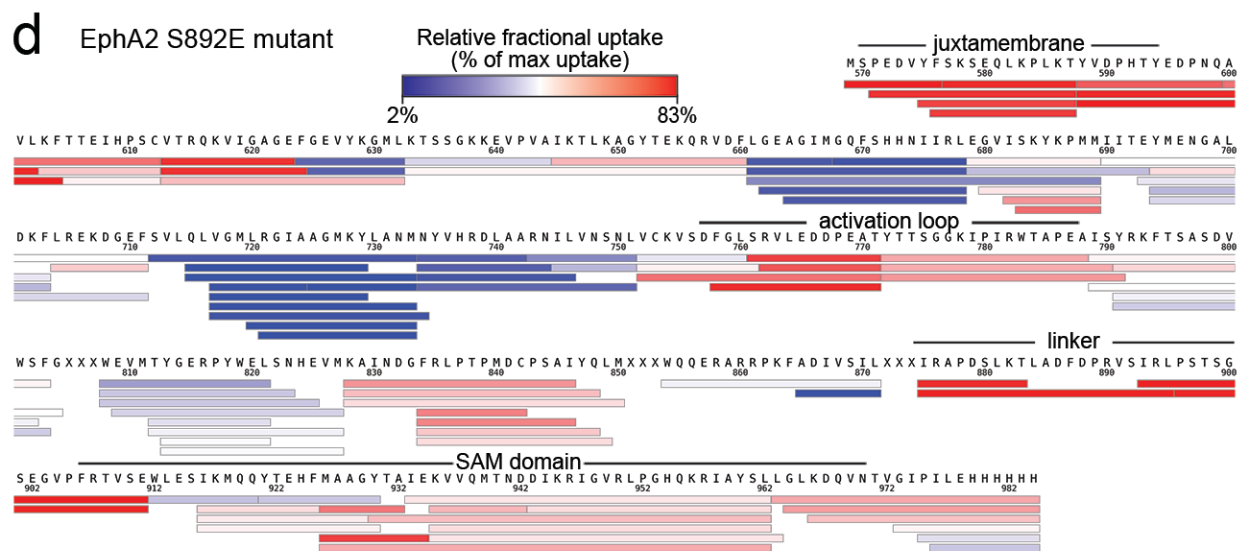 d EphA2 S892E mutant
Relative fractional uptake
(% of max uptake)
2% 83%
juxtamembrane
MSPEDVYFSKSEQLKPLKTYVDPHTYEDPNQA
570 580 590 600
VLKFTTEIHPSCVTRQKVIGAGEFGEVYKGMLKTSSGKKEVPVAIKTLKAGYTEKQRVDFLGEAGIMGQFSHHNIIRLEGVISKYKPMMIITEYMENGAL
610 620 630 640 650 660 670 680 690 700
DKFLREKDGEFSVLQLVGMLRGIAAGMKYLANMNYVHRDLAARNILVNSNLVCKVSDFGLSRVLEDDPEATYTTSGGKIPIRWTAPEAISYRKFTSASDV
activation loop
710 720 730 740 750 760 770 780 790 800
WSFGXXXWEVMTYGERPYWELSNHEVMKAINDGFRLPTPMDCPSAIYQLMXXXWQQERARRPKFADIVSILXXXIRAPDSLKTLADFDPRVSIRLPSTSG
linker
810 820 830 840 850 860 870 880 890 900
SEGVPFRTVSEWLESIKMQQYTEHFMAAGYTAIEKVVQMTNDDIKRIGVRLPGHQKRIAYSLLGLKDQVNTVGIPILEHHHHHH
SAM domain
902 912 922 932 942 952 962 972 982